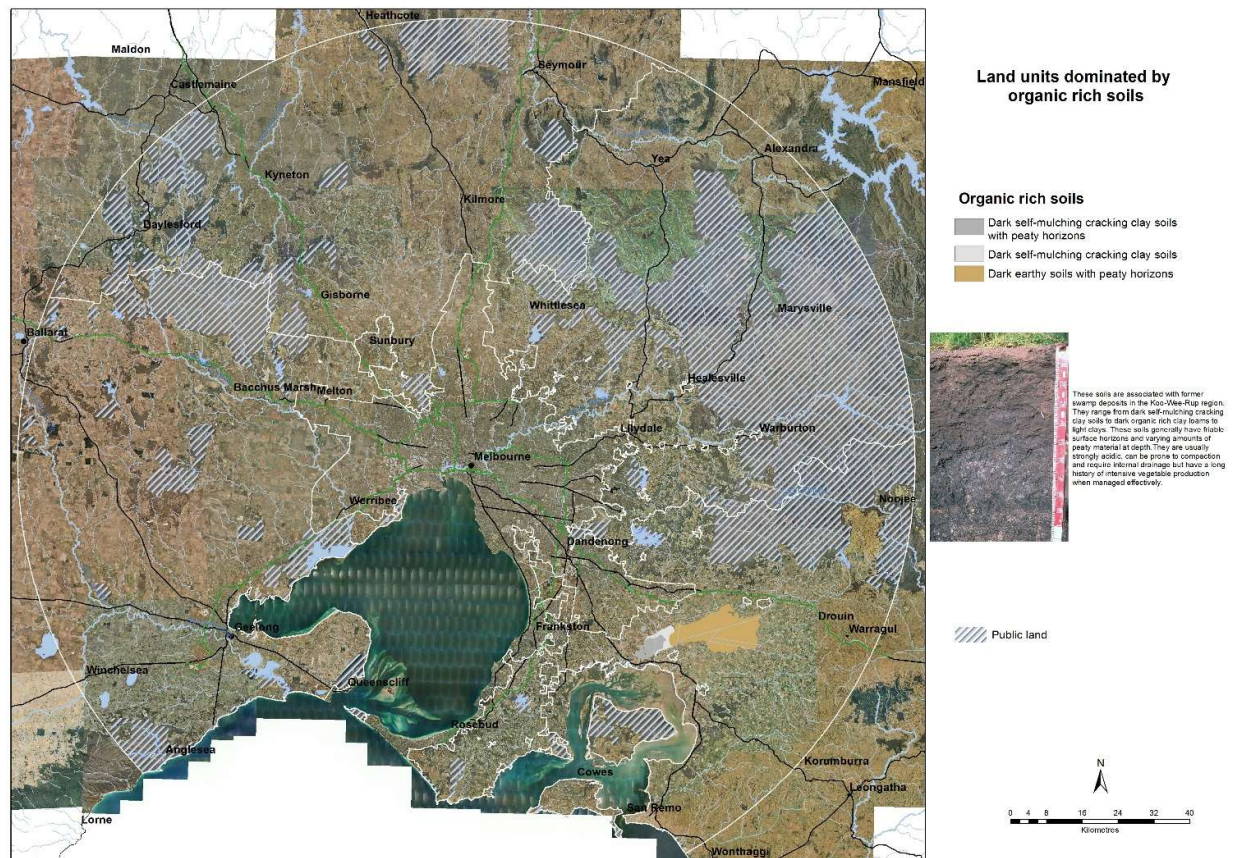 Heathcote
Maldon
Seymour
Castlemaine
Mansfield
Alexandra
Yea
Kyneton
Kilmore
Daylesford
Gisborne
Whittlesea
Marysville
Ballarat
Sunbury
Healesville
Bacchus Marsh
Melton
Lilydale
Warburton
Melbourne
Werribee
Noojee
Dandenong
Drouin
Geelong
Frankston
Warragul
Winchelsea
Queenscliff
Rosebud
Anglesea
Korumburra
Cowes
Leongatha
San Remo
Lorne
Wonthaggi
Land units dominated by
organic rich soils
Organic rich soils
Dark self-mulching cracking clay soils
with peaty horizons
Dark self-mulching cracking clay soils
Dark earthy soils with peaty horizons
These soils are associated with former
swamp deposits in the Koo-Wee-Rup region.
They range from dark self-mulching cracking
clay soils to dark organic rich clay loams to
light clays. These soils generally have friable
surface horizons and varying amounts of
peaty material at depth.They are usually
strongly acidic, can be prone to compaction
and require internal drainage but have a long
history of intensive vegetable production
when managed effectively.
Public land
N
0 4 8 16 24 32 40
Kilometres